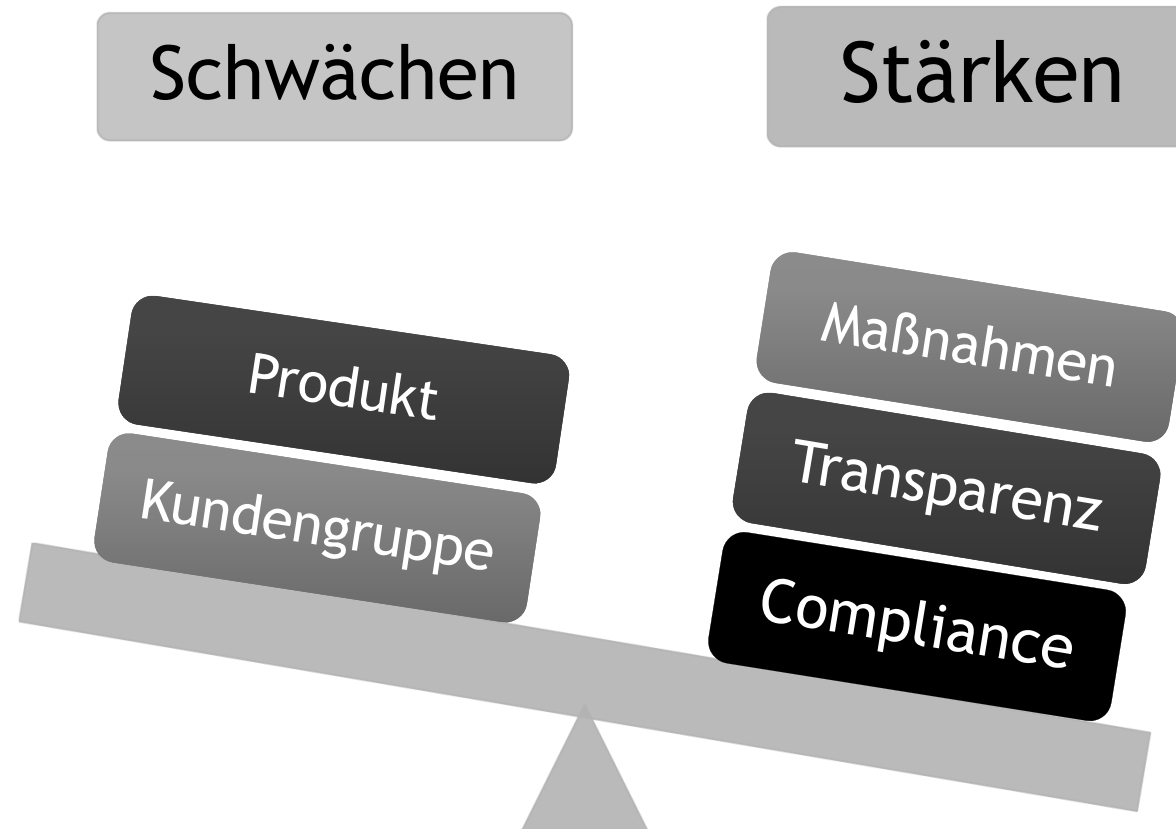 Schwächen
Stärken
Produkt
Kundengruppe
Maßnahmen
Transparenz
Compliance